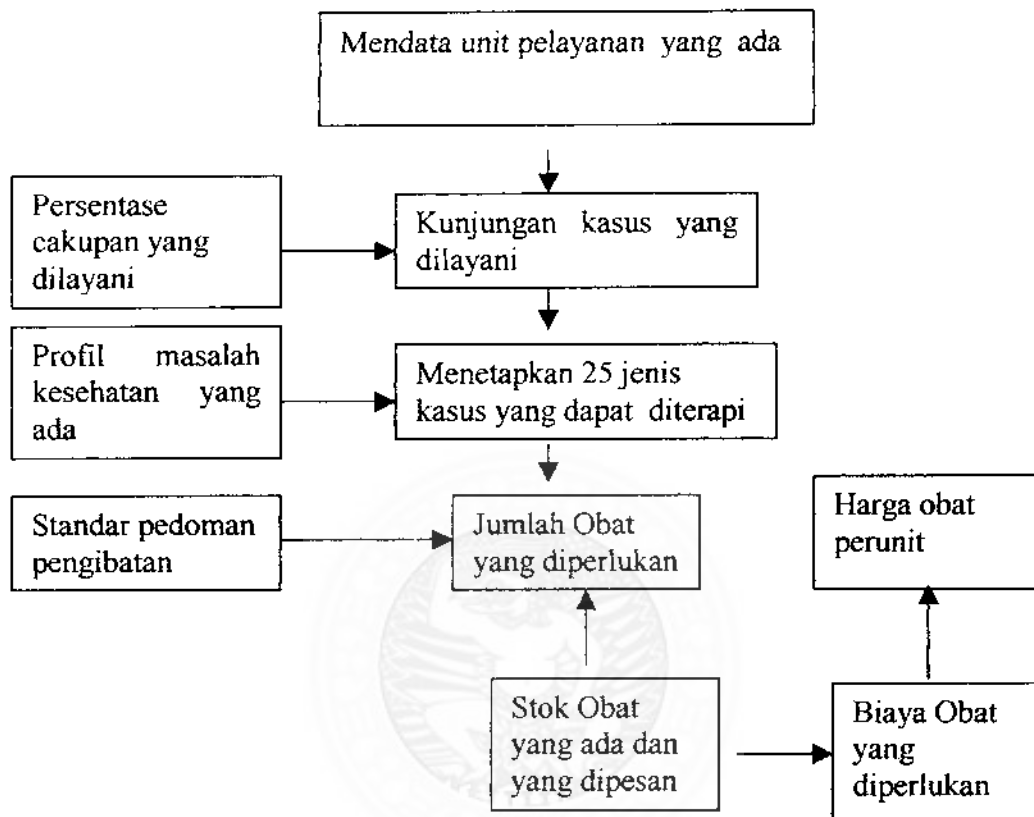 Mendata unit pelayanan yang ada
Persentase
cakupan yang
dilayani
Kunjungan kasus yang
dilayani
Profil masalah
kesehatan yang
ada
Menetapkan 25 jenis
kasus yang dapat diterapi
Standar pedoman
pengibatan
Jumlah Obat
yang diperlukan
Harga obat
perunit
Stok Obat
yang ada dan
yang dipesan
Biaya Obat
yang
diperlukan